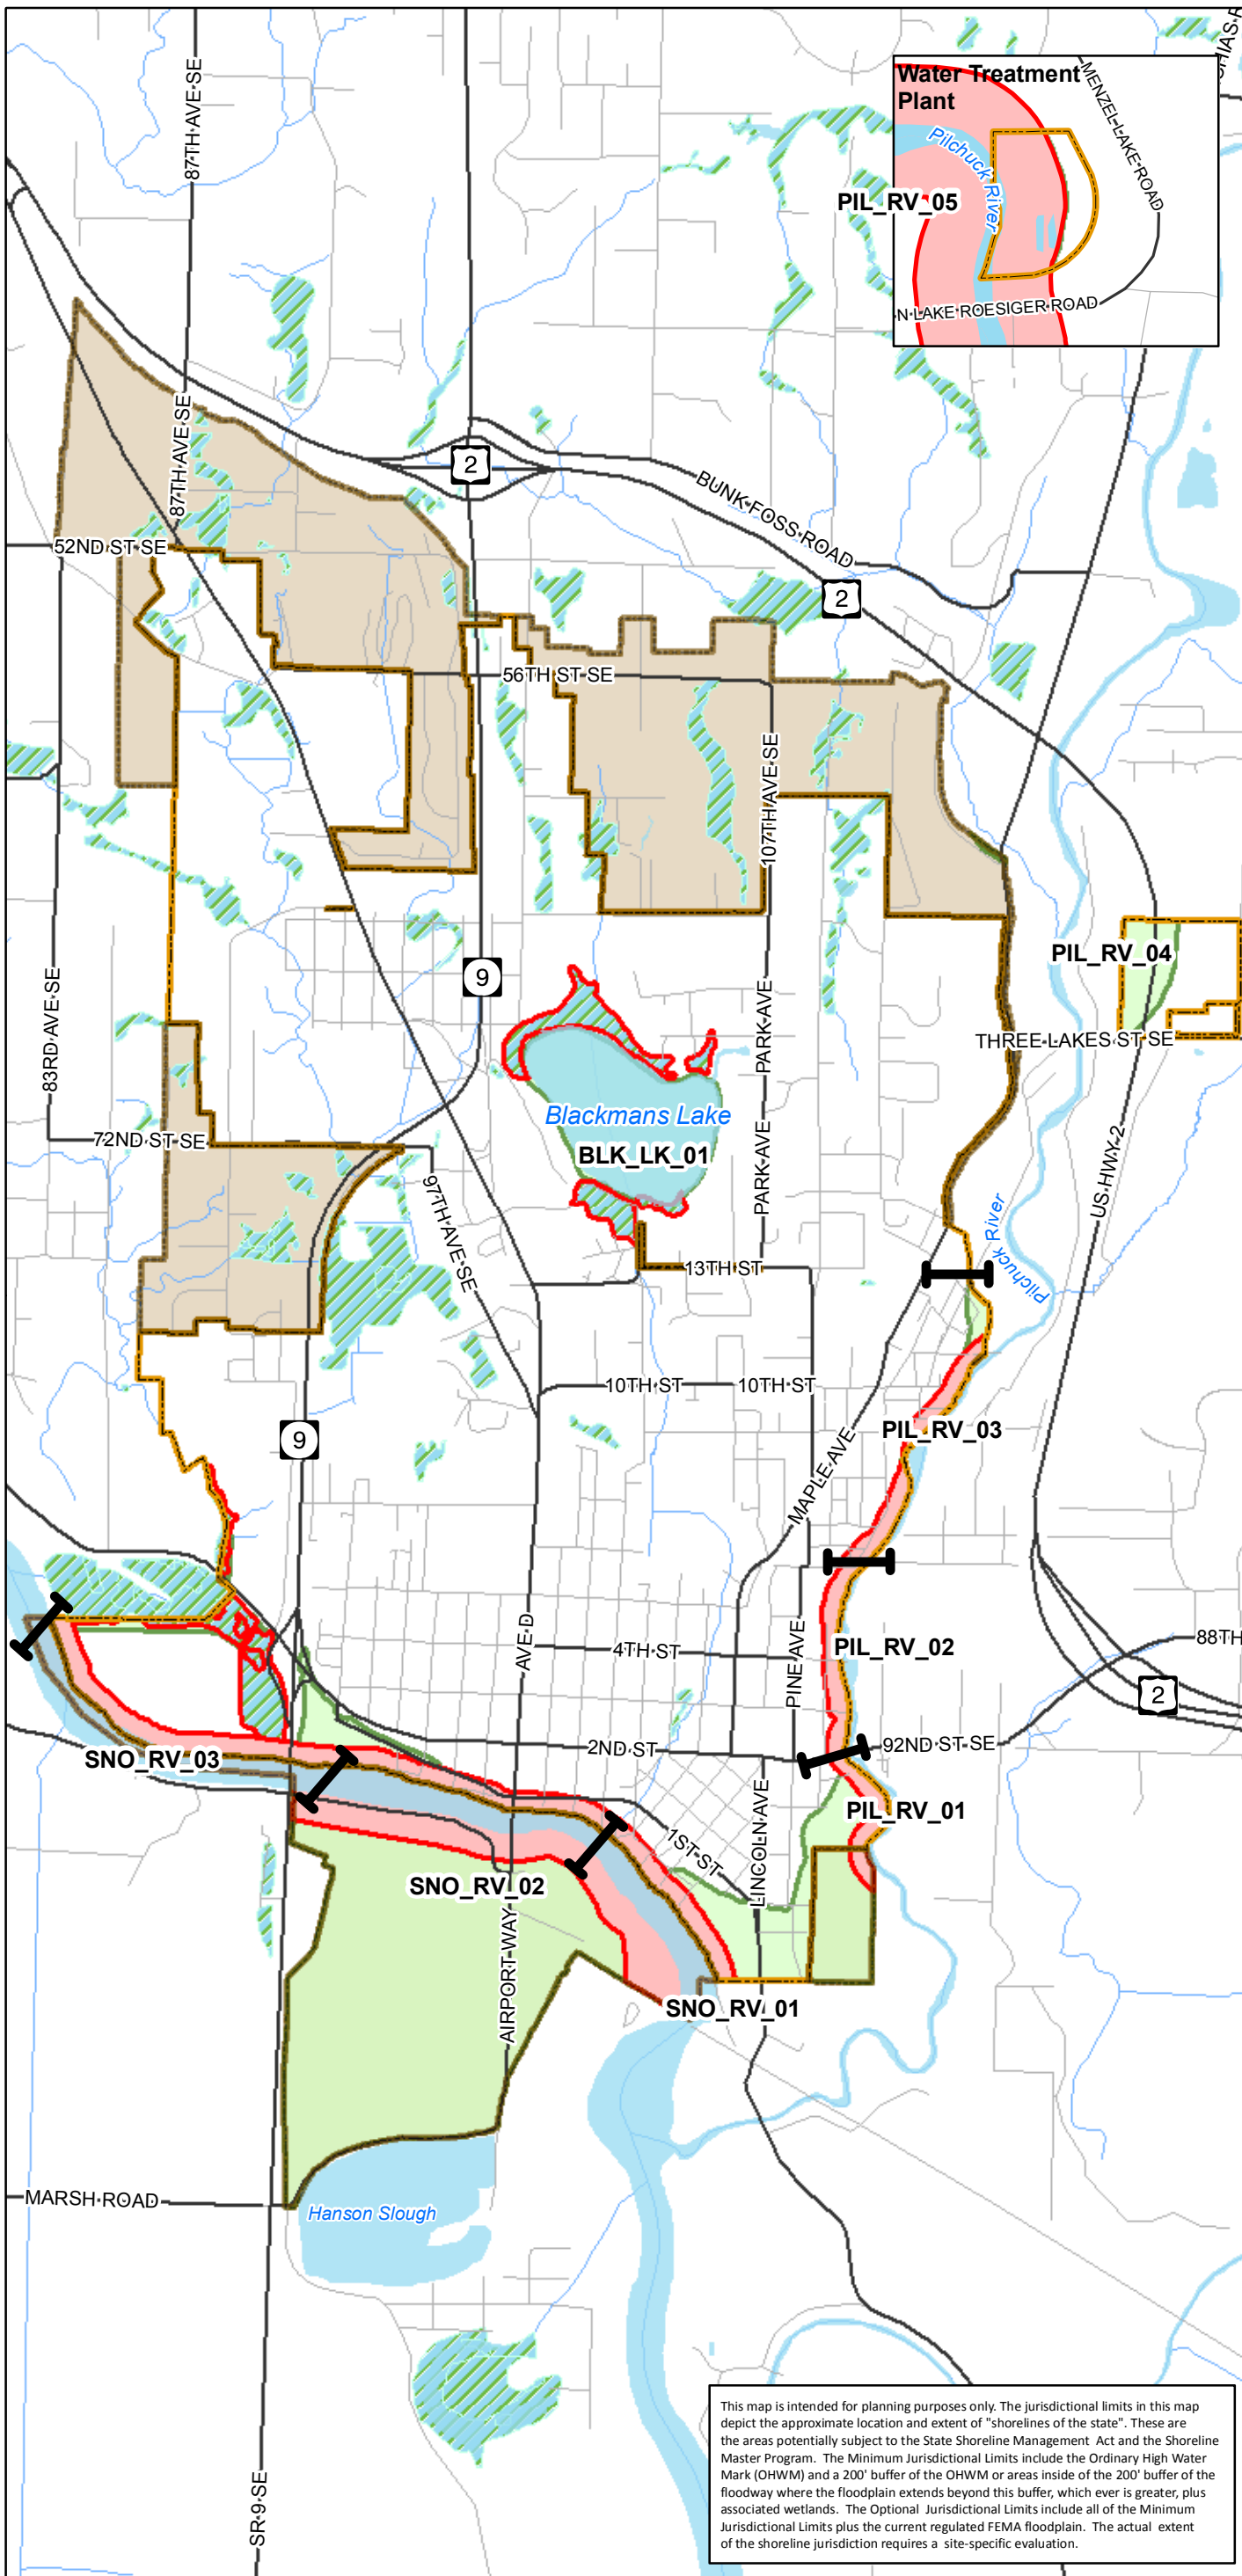 87TH AVE SE
Water Treatment
Plant
MENZEL LAKE ROAD
Pilchuck River
PIL_RV_05
N LAKE ROESIGER ROAD
87TH AVE SE
2
BUNK FOSS ROAD
52ND ST SE
2
56TH ST SE
107TH AVE SE
PIL_RV_04
9
83RD AVE SE
PARK AVE
THREE LAKES ST SE
Blackmans Lake
BLK_LK_01
72ND ST SE
PARK AVE
97TH AVE SE
US HWY 2
Pilchuck River
13TH ST
10TH ST
10TH ST
PIL_RV_03
9
MAPLE AVE
AVE D
4TH ST
PINE AVE
PIL_RV_02
88TH
2
2ND ST
92ND ST SE
SNO_RV_03
PIL_RV_01
1ST ST
LINCOLN AVE
SNO_RV_02
AIRPORT WAY
SNO_RV_01
MARSH ROAD
Hanson Slough
SR 9 SE
This map is intended for planning purposes only. The jurisdictional limits in this map
depict the approximate location and extent of "shorelines of the state". These are
the areas potentially subject to the State Shoreline Management Act and the Shoreline
Master Program. The Minimum Jurisdictional Limits include the Ordinary High Water
Mark (OHWM) and a 200' buffer of the OHWM or areas inside of the 200' buffer of the
floodway where the floodplain extends beyond this buffer, which ever is greater, plus
associated wetlands. The Optional Jurisdictional Limits include all of the Minimum
Jurisdictional Limits plus the current regulated FEMA floodplain. The actual extent
of the shoreline jurisdiction requires a site-specific evaluation.